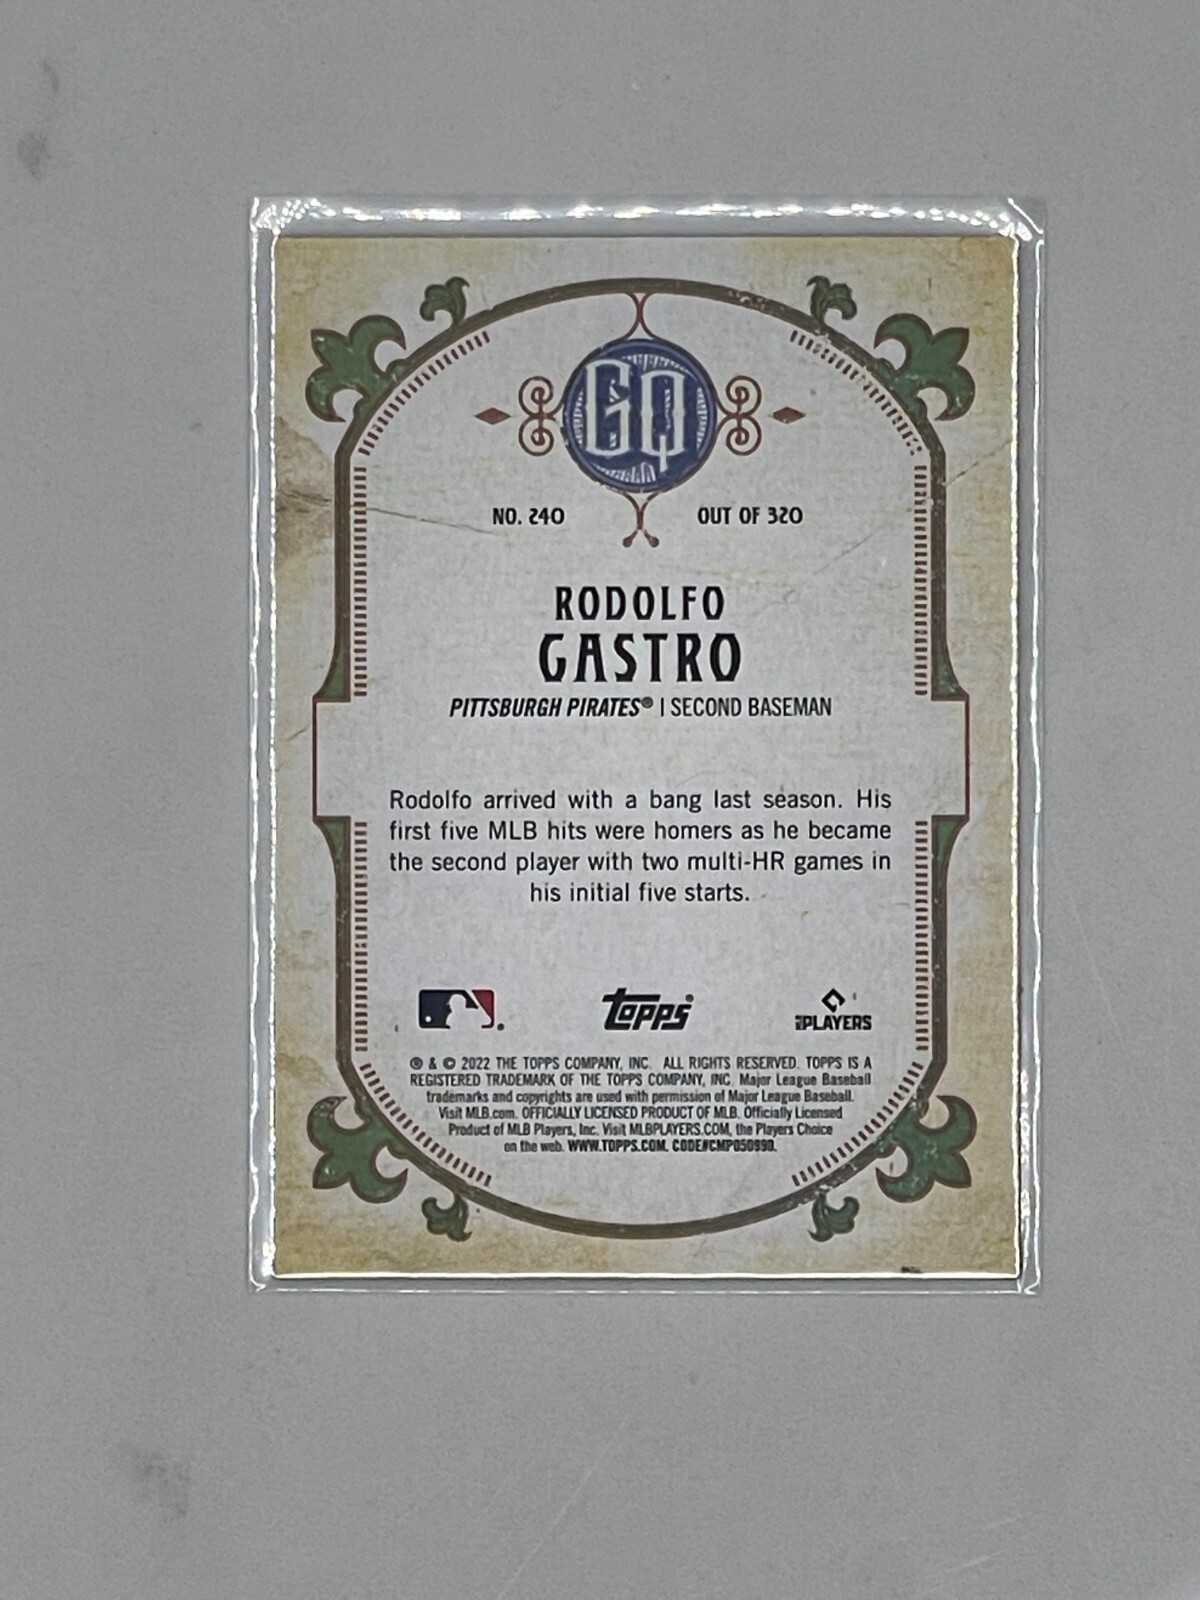 GQ
NO. 240 OUT OF 320
RODOLFO
CASTRO
PITTSBURGH PIRATES® | SECOND BASEMAN
Rodolfo arrived with a bang last season. His
first five MLB hits were homers as he became
the second player with two multi-HR games in
his initial five starts.
topps
MLB PLAYERS
® & © 2022 THE TOPPS COMPANY, INC. ALL RIGHTS RESERVED. TOPPS IS A
REGISTERED TRADEMARK OF THE TOPPS COMPANY, INC. Major League Baseball
trademarks and copyrights are used with permission of Major League Baseball.
Visit MLB.com. OFFICIALLY LICENSED PRODUCT OF MLB. Officially Licensed
Product of MLB Players, Inc. Visit MLBPLAYERS.COM, the Players Choice
on the web. WWW.TOPPS.COM. CODE#CMP050990.